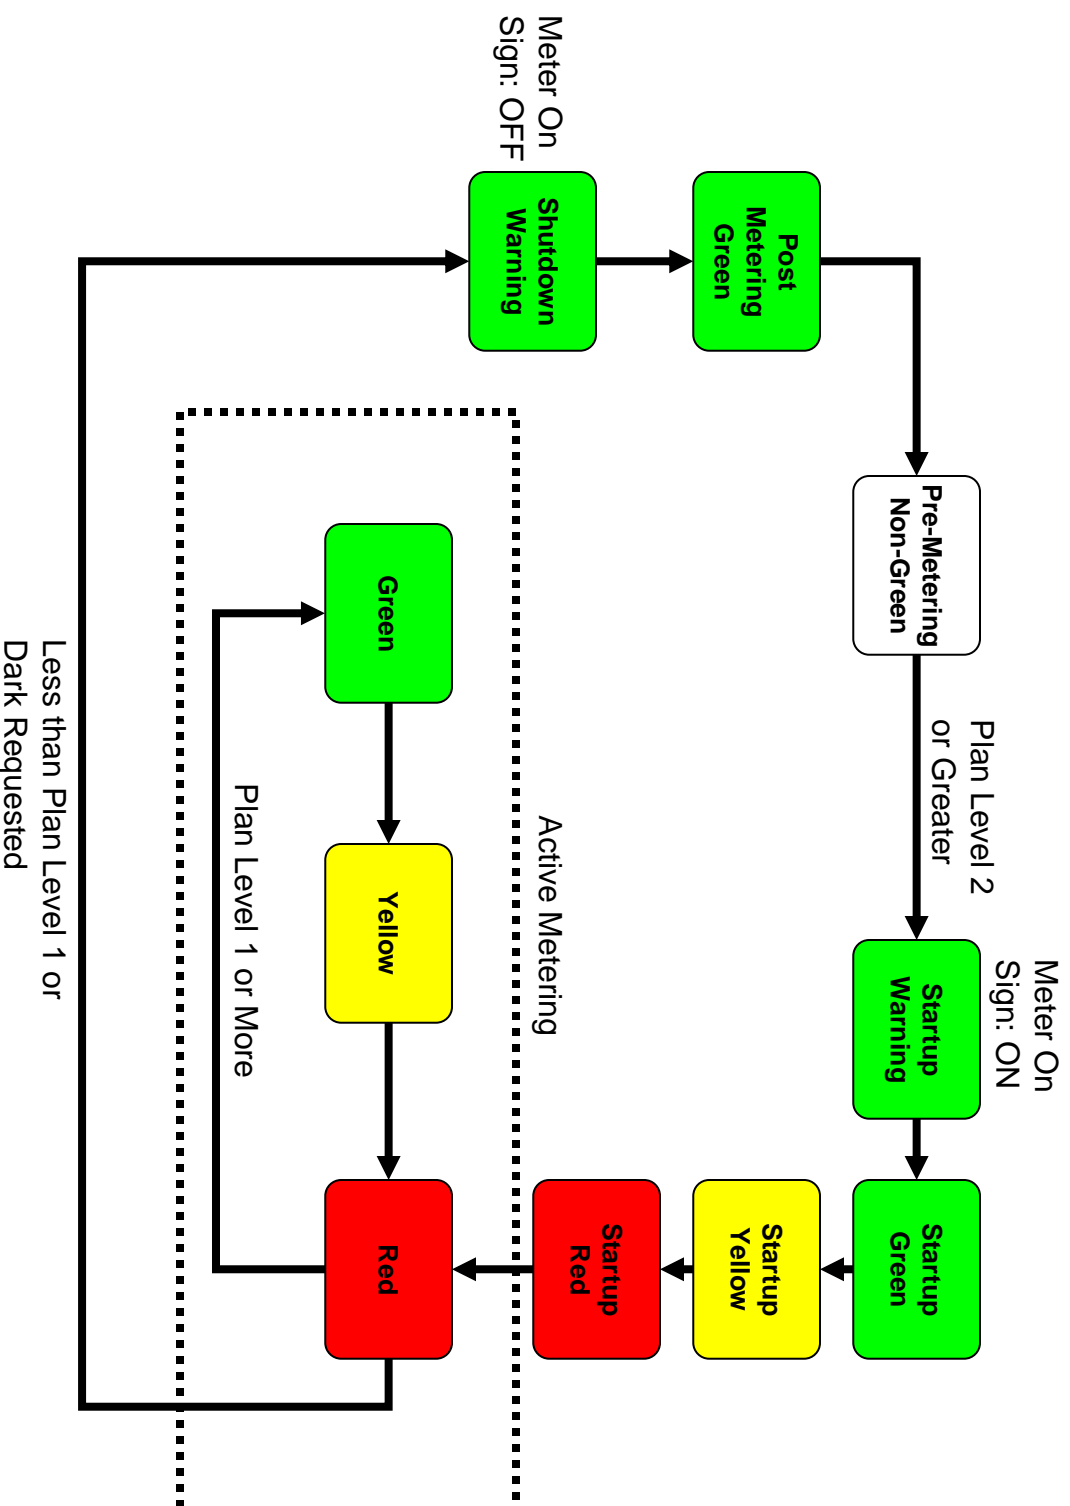 Meter On
Sign: OFF
Shutdown
Warning
Post
Metering
Green
Pre-Metering
Non-Green
Plan Level 2
or Greater
Meter On
Sign: ON
Startup
Warning
Startup
Green
Startup
Yellow
Startup
Red
Active Metering
Green
Yellow
Red
Plan Level 1 or More
Less than Plan Level 1 or
Dark Requested